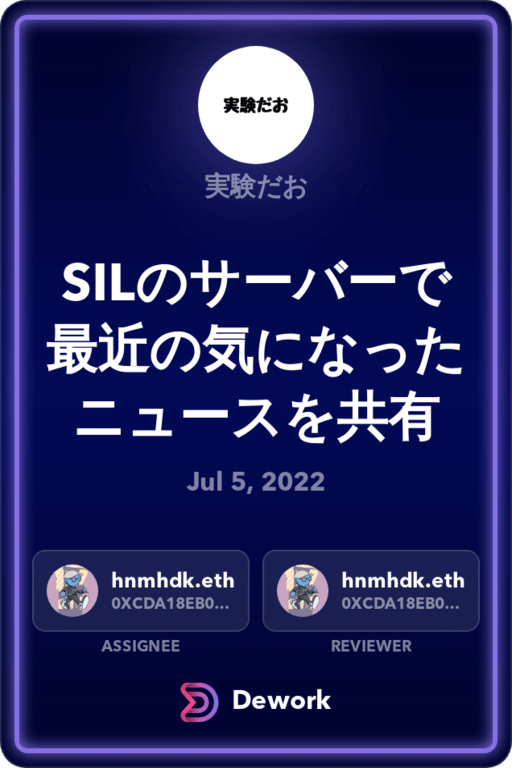 実験だお
実験だお
SILのサーバーで
最近の気になった
ニュースを共有
Jul 5, 2022
hnmhdk.eth
0XCDA18EB0...
hnmhdk.eth
0XCDA18EB0...
ASSIGNEE
REVIEWER
Dework